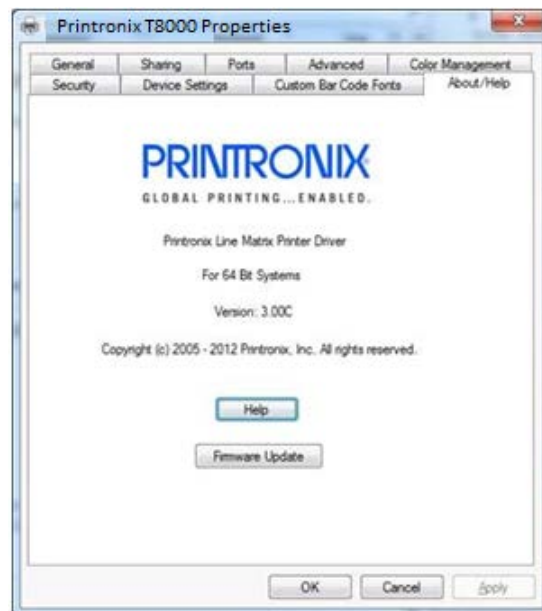 Printronix T8000 Properties
General Sharing Ports Advanced Color Management
Security Device Settings Custom Bar Code Fonts About/Help
PRINTRONIX
GLOBAL PRINTING...ENABLED.
Printronix Line Matrix Printer Driver
For 64 Bit Systems
Version: 3.00C
Copyright (c) 2005 - 2012 Printronix, Inc. All rights reserved.
Help
Firmware Update
OK Cancel Apply